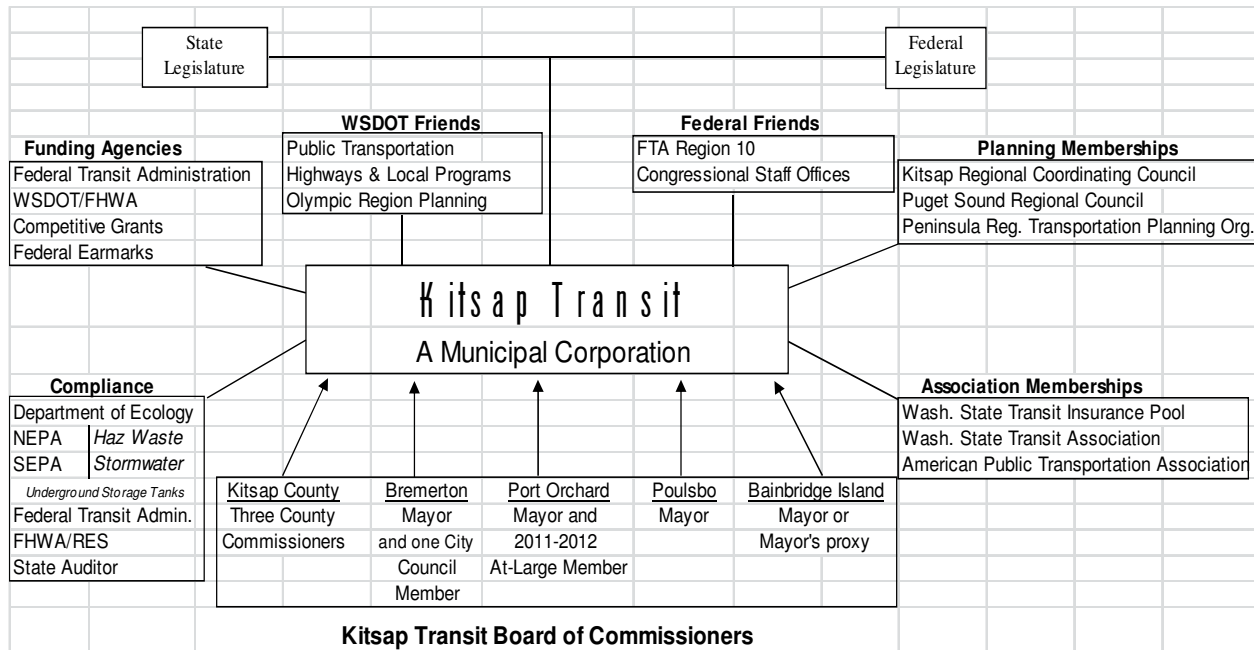 State
Legislature
Federal
Legislature
WSDOT Friends
Public Transportation
Highways & Local Programs
Olympic Region Planning
Federal Friends
FTA Region 10
Congressional Staff Offices
Funding Agencies
Federal Transit Administration
WSDOT/FHWA
Competitive Grants
Federal Earmarks
Planning Memberships
Kitsap Regional Coordinating Council
Puget Sound Regional Council
Peninsula Reg. Transportation Planning Org.
Kitsap Transit
A Municipal Corporation
Compliance
Department of Ecology
NEPA Haz Waste
SEPA Stormwater
Underground Storage Tanks
Federal Transit Admin.
FHWA/RES
State Auditor
Association Memberships
Wash. State Transit Insurance Pool
Wash. State Transit Association
American Public Transportation Association
Kitsap County
Three County
Commissioners
Bremerton
Mayor
and one City
Council
Member
Port Orchard
Mayor and
2011-2012
At-Large Member
Poulsbo
Mayor
Bainbridge Island
Mayor or
Mayor's proxy
Kitsap Transit Board of Commissioners